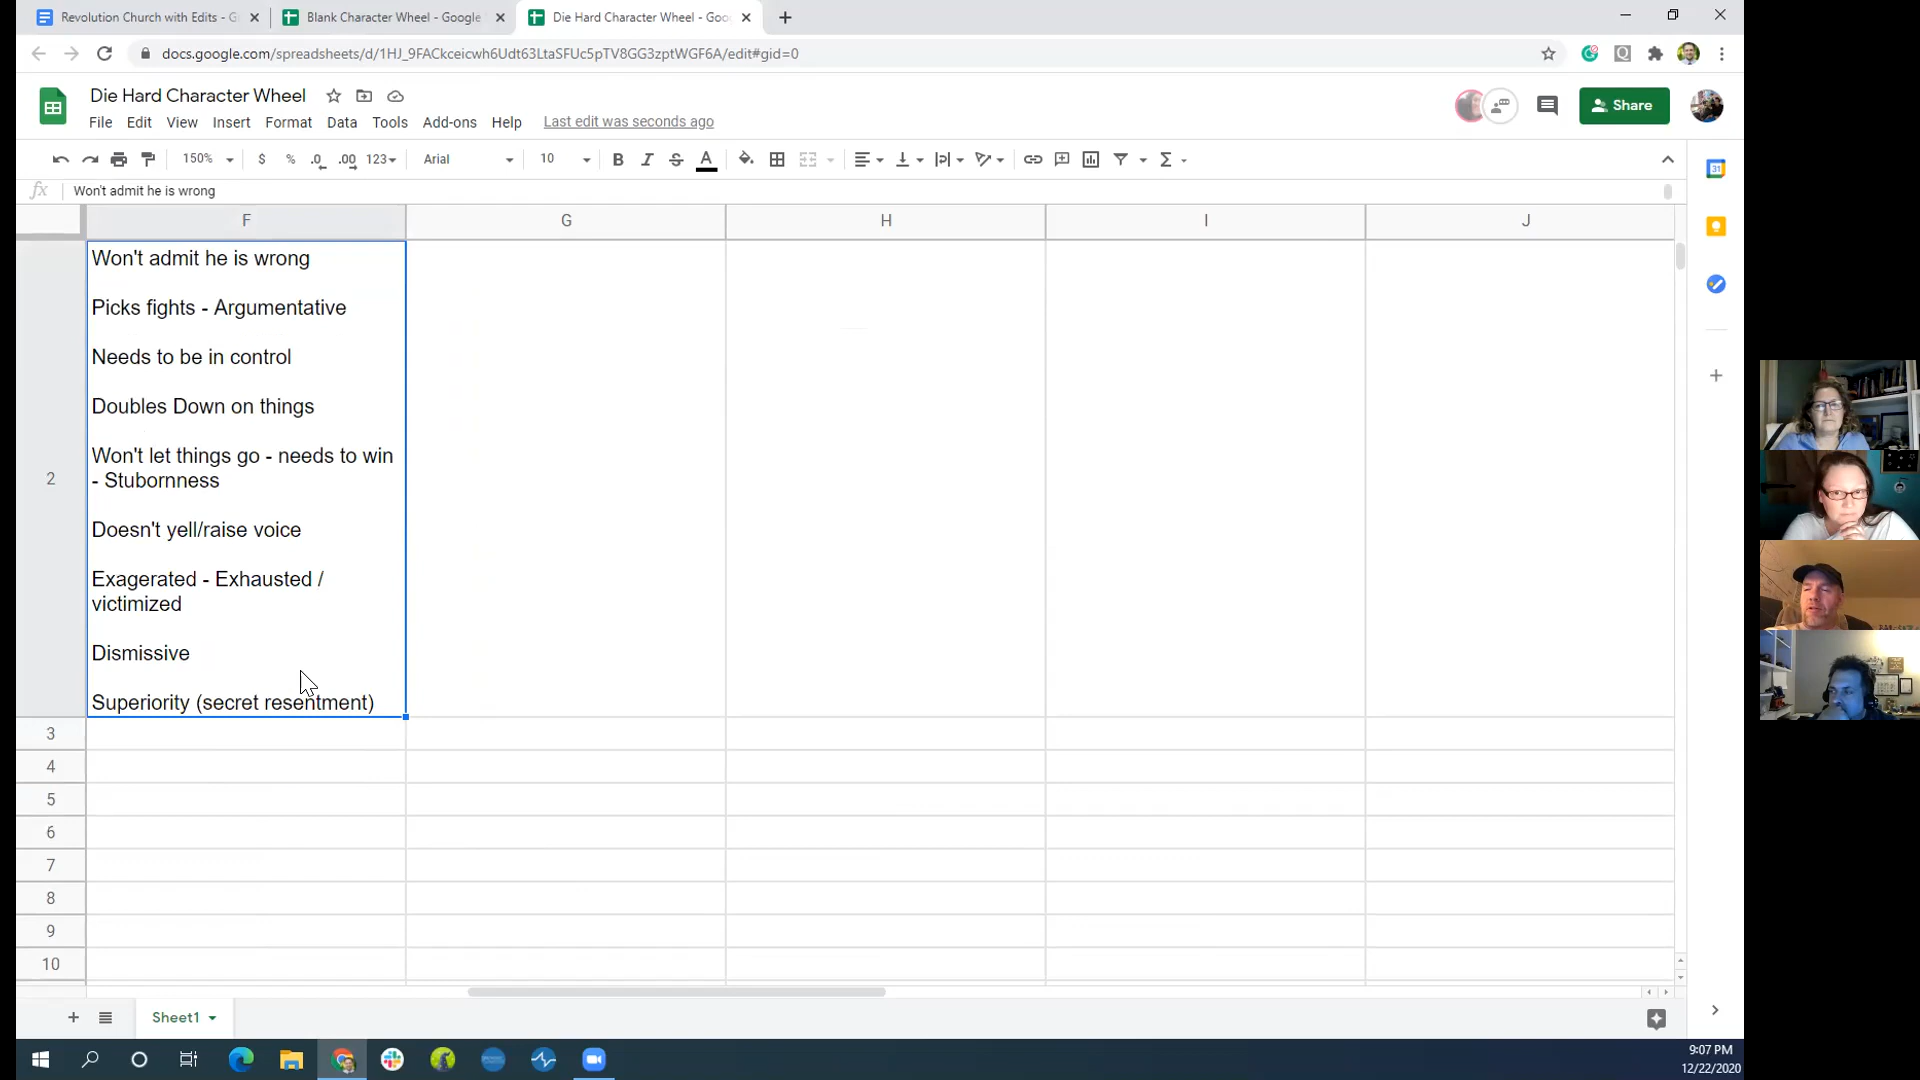 Revolution Church with Edits - G
Blank Character Wheel - Google
Die Hard Character Wheel - Goo
docs.google.com/spreadsheets/d/1HJ_9FACkceicwh6Udt63LtaSFUc5pTV8GG3zptWGF6A/edit#gid=0
Die Hard Character Wheel
File Edit View Insert Format Data Tools Add-ons Help Last edit was seconds ago
Share
150% $ % .0 .00 123 Arial 10 B I S A
fx Won't admit he is wrong
F G H I J
Won't admit he is wrong
Picks fights - Argumentative
Needs to be in control
Doubles Down on things
2
Won't let things go - needs to win
- Stubornness
Doesn't yell/raise voice
Exagerated - Exhausted /
victimized
Dismissive
Superiority (secret resentment)
3
4
5
6
7
8
9
10
Sheet1
31
9:07 PM
12/22/2020